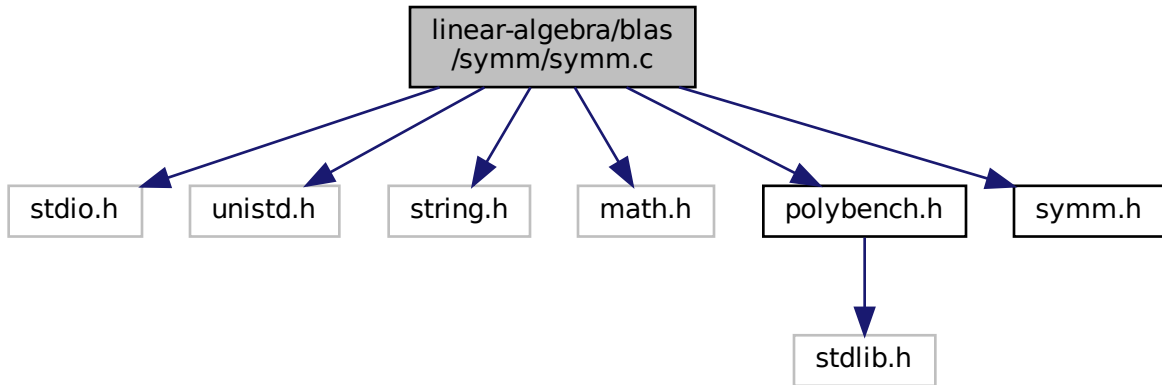 linear-algebra/blas
/symm/symm.c
stdio.h
unistd.h
string.h
math.h
polybench.h
symm.h
stdlib.h